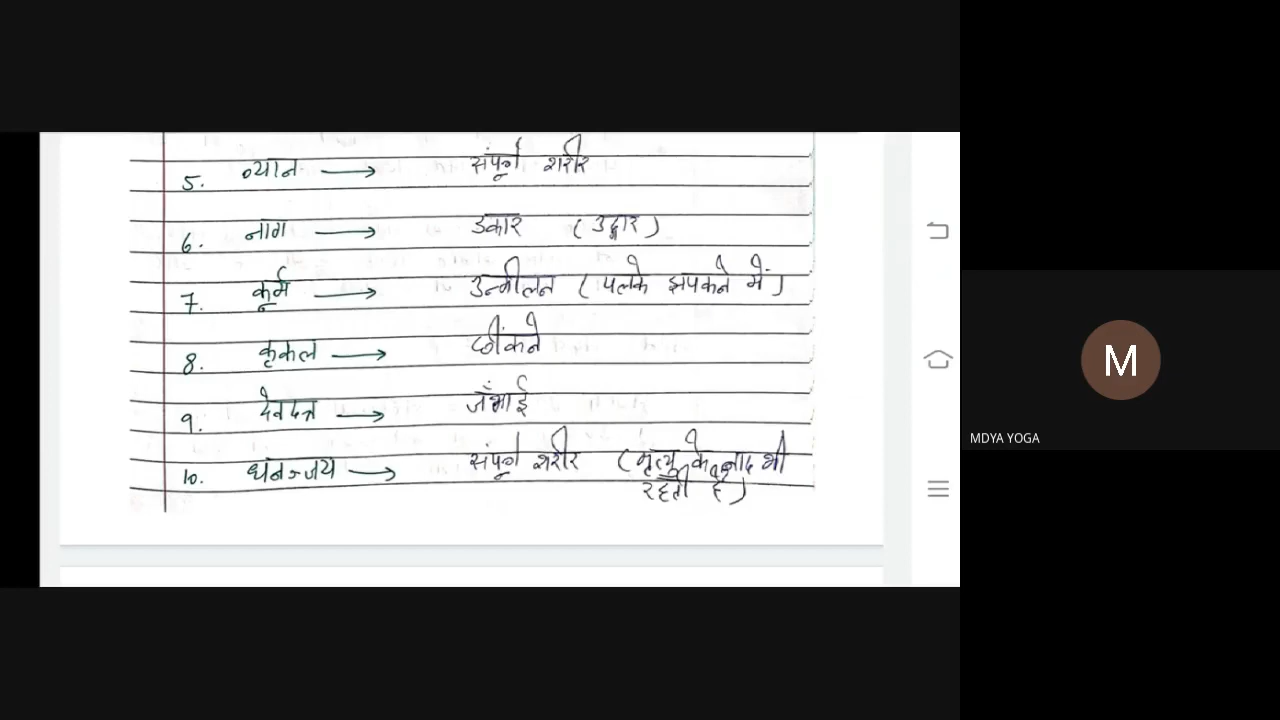 5. व्यान → संपूर्ण शरीर
6. नाग → डकार (उद्गार)
7. कूर्म → उन्मीलन (पलके झपकने में)
8. कृकल → छींकने
9. देवदत्त → जँभाई
10. धनञ्जय → संपूर्ण शरीर (मृत्यु के बाद भी
रहती है)
M
MDYA YOGA